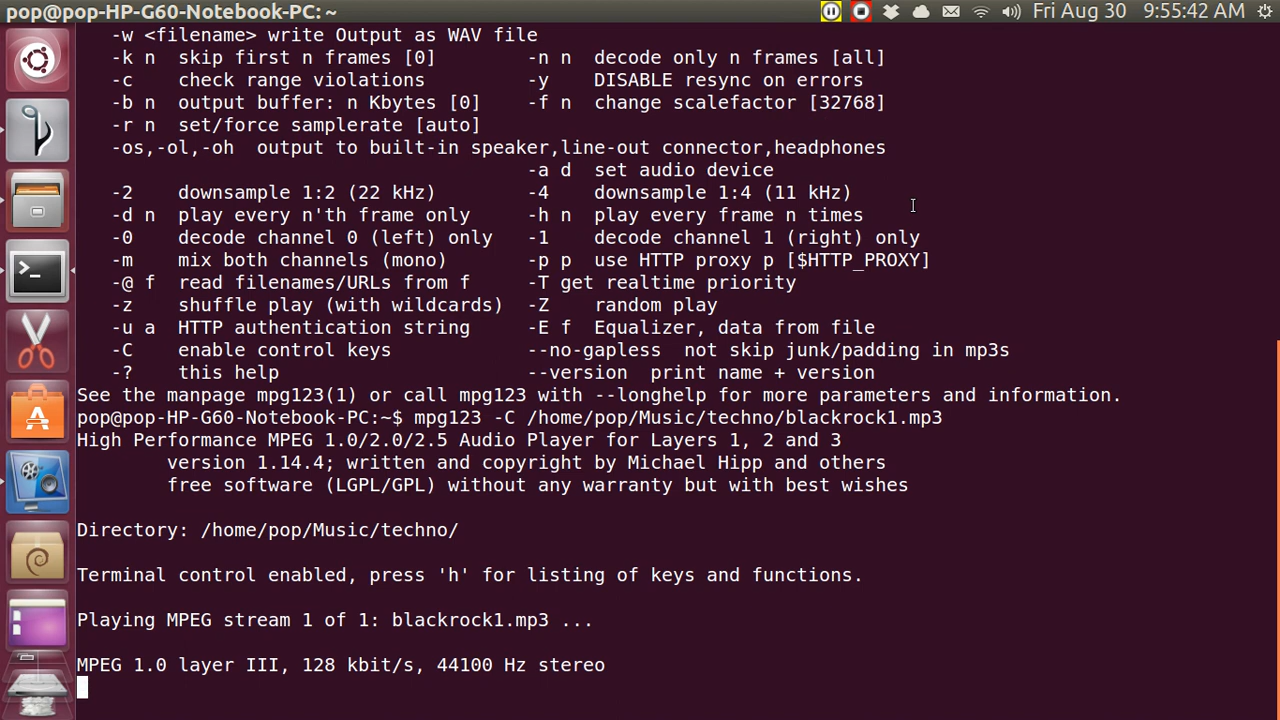 pop@pop-HP-G60-Notebook-PC: ~ Fri Aug 30 9:55:42 AM
-w <filename> write Output as WAV file
-k n skip first n frames [0] -n n decode only n frames [all]
-c check range violations -y DISABLE resync on errors
-b n output buffer: n Kbytes [0] -f n change scalefactor [32768]
-r n set/force samplerate [auto]
-os,-ol,-oh output to built-in speaker,line-out connector,headphones
-a d set audio device
-2 downsample 1:2 (22 kHz) -4 downsample 1:4 (11 kHz)
-d n play every n'th frame only -h n play every frame n times
-0 decode channel 0 (left) only -1 decode channel 1 (right) only
-m mix both channels (mono) -p p use HTTP proxy p [$HTTP_PROXY]
-@ f read filenames/URLs from f -T get realtime priority
-z shuffle play (with wildcards) -Z random play
-u a HTTP authentication string -E f Equalizer, data from file
-C enable control keys --no-gapless not skip junk/padding in mp3s
-? this help --version print name + version
See the manpage mpg123(1) or call mpg123 with --longhelp for more parameters and information.
pop@pop-HP-G60-Notebook-PC:~$ mpg123 -C /home/pop/Music/techno/blackrock1.mp3
High Performance MPEG 1.0/2.0/2.5 Audio Player for Layers 1, 2 and 3
version 1.14.4; written and copyright by Michael Hipp and others
free software (LGPL/GPL) without any warranty but with best wishes
Directory: /home/pop/Music/techno/
Terminal control enabled, press 'h' for listing of keys and functions.
Playing MPEG stream 1 of 1: blackrock1.mp3 ...
MPEG 1.0 layer III, 128 kbit/s, 44100 Hz stereo